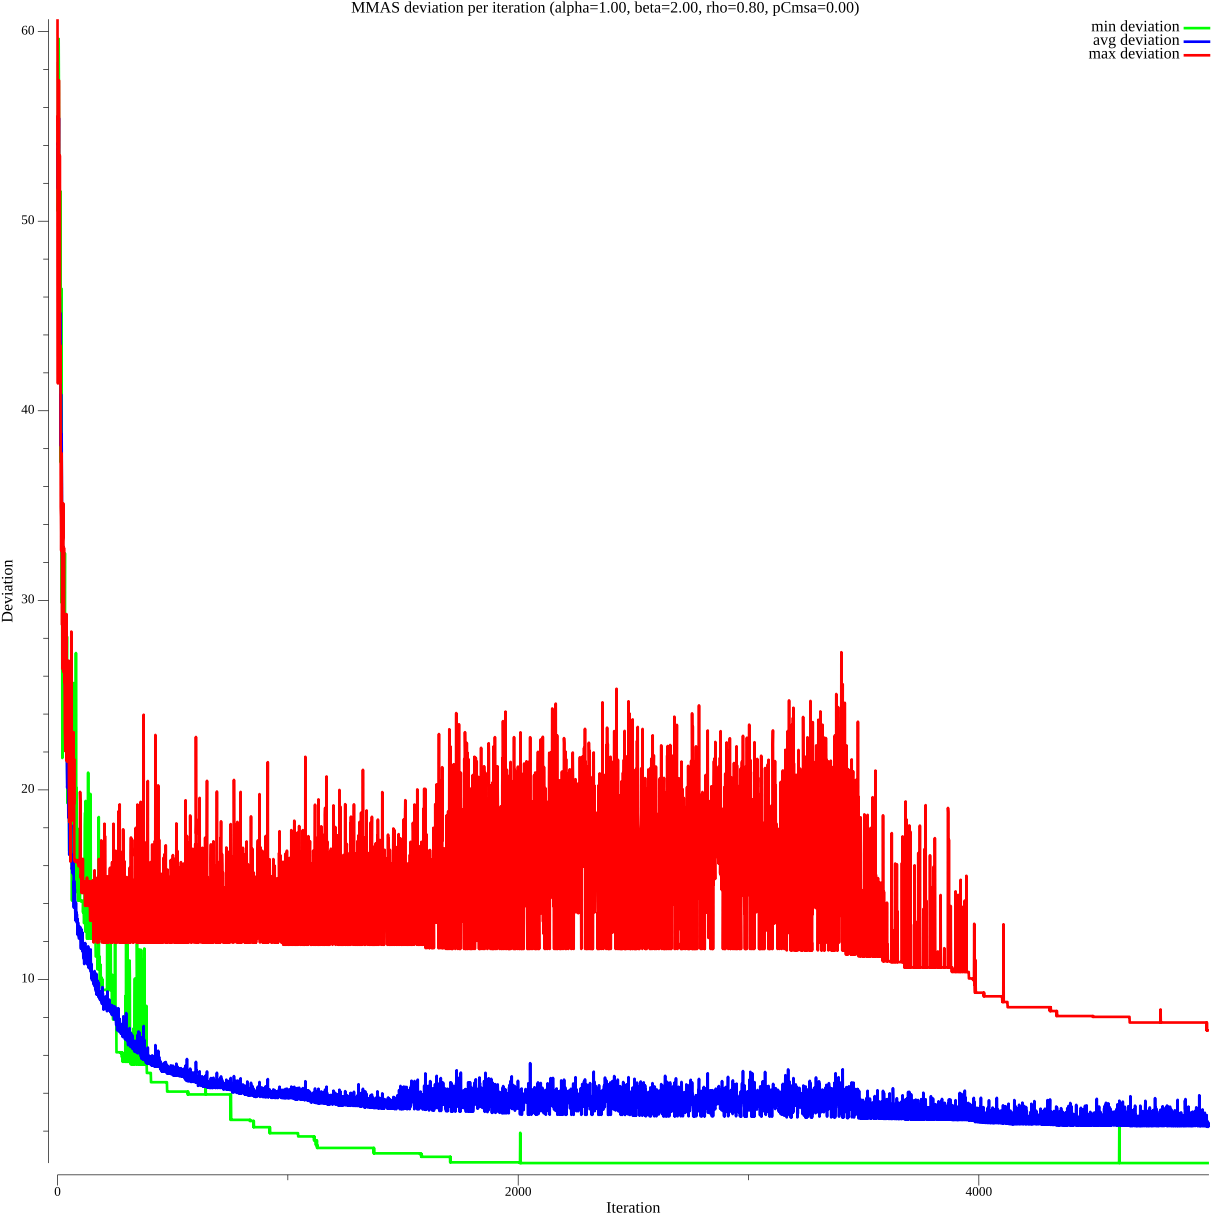 MMAS deviation per iteration (alpha=1.00, beta=2.00, rho=0.80, pCmsa=0.00)
min deviation
avg deviation
max deviation
60
50
40
30
20
10
Deviation
0
2000
4000
Iteration